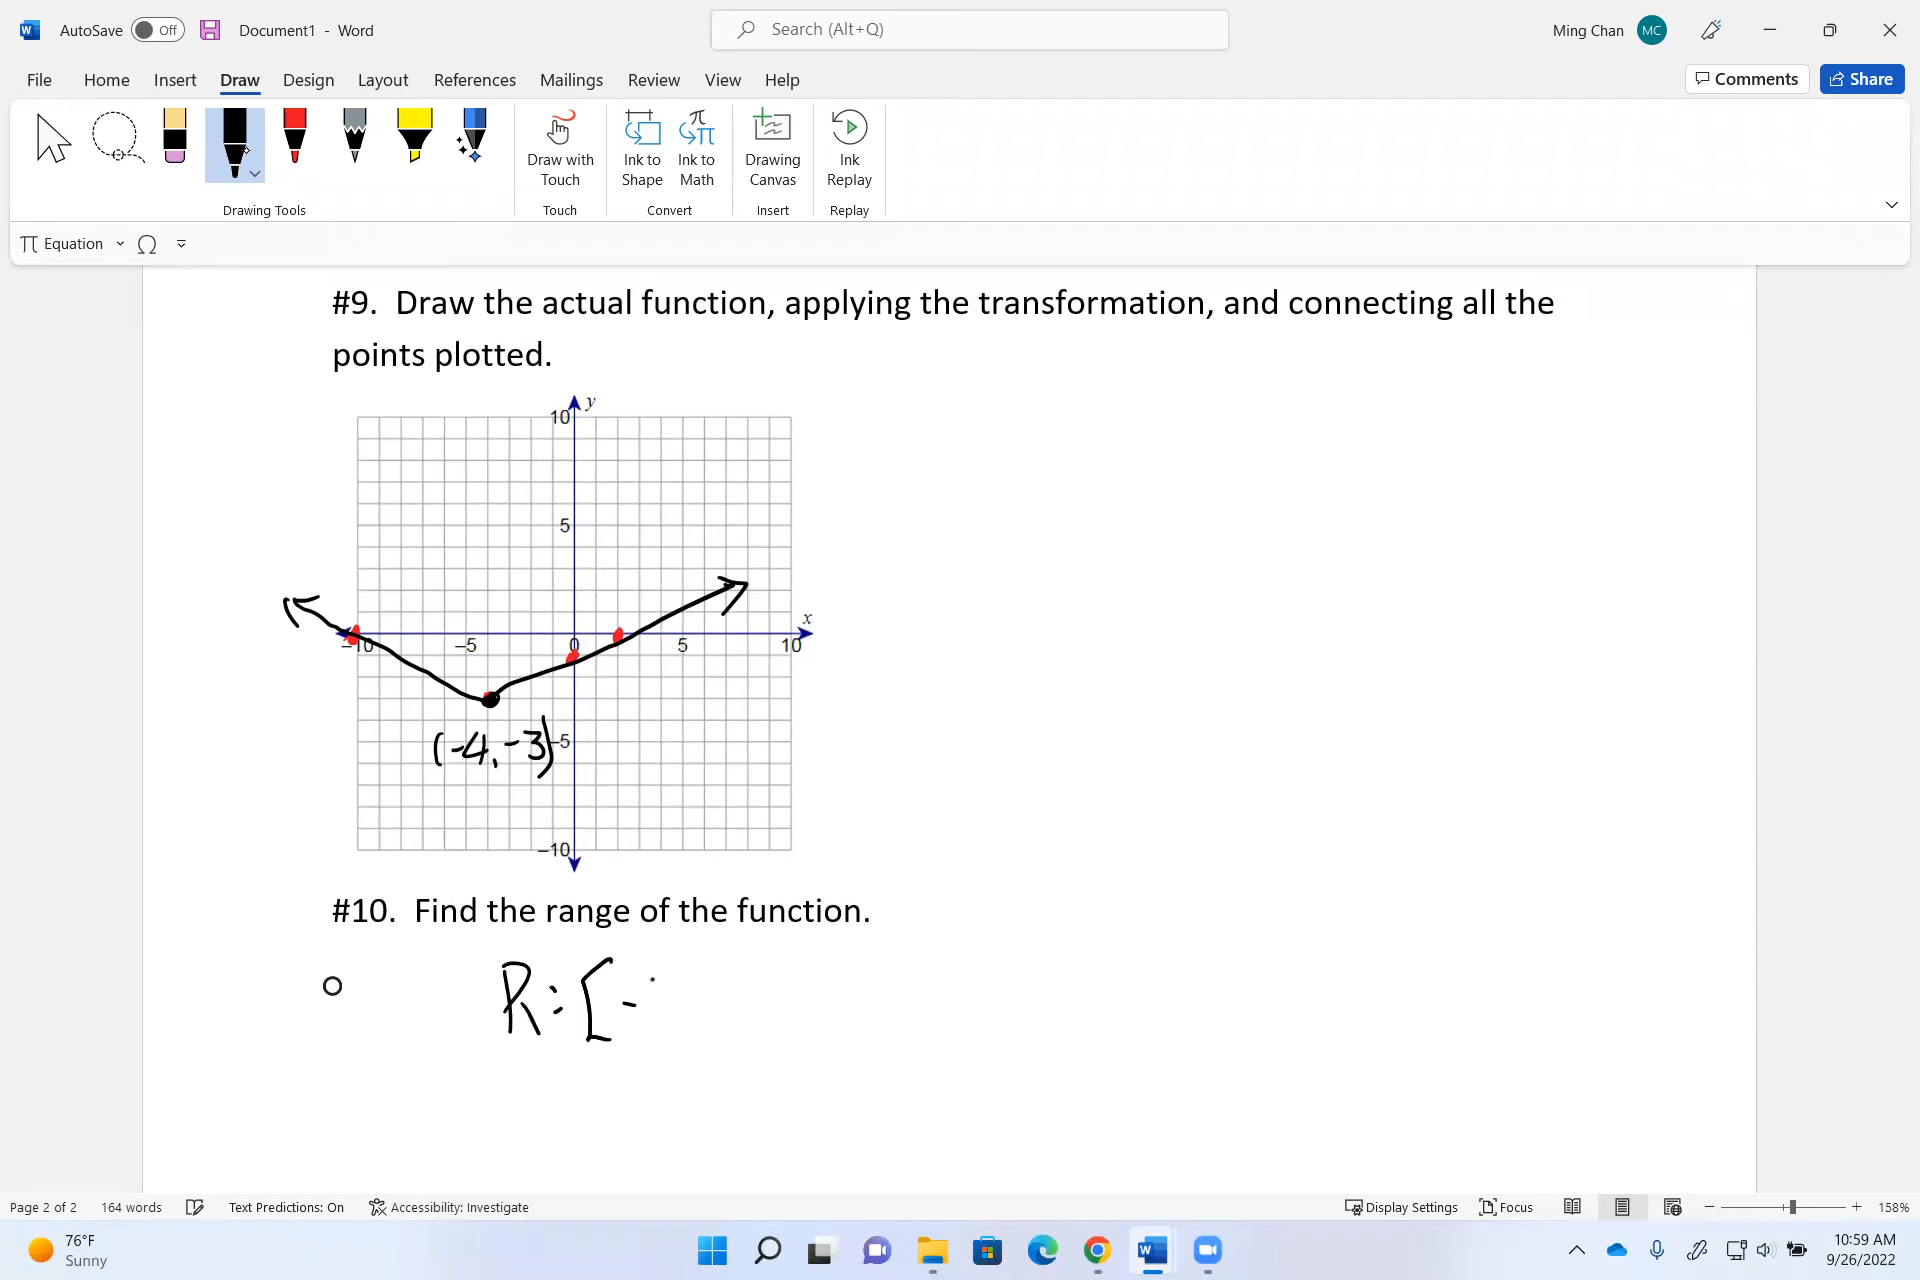 AutoSave Off Document1 - Word Search (Alt+Q) Ming Chan MC
File Home Insert Draw Design Layout References Mailings Review View Help Comments Share
Draw with Touch
Ink to Shape
Ink to Math
Drawing Canvas
Ink Replay
Drawing Tools Touch Convert Insert Replay
π Equation Ω
#9. Draw the actual function, applying the transformation, and connecting all the
points plotted.
10 y
5
x
–10 –5 0 5 10
(-4, -3) –5
–10
#10. Find the range of the function.
R: [-
Page 2 of 2 164 words Text Predictions: On Accessibility: Investigate Display Settings Focus 158%
76°F
Sunny
10:59 AM
9/26/2022